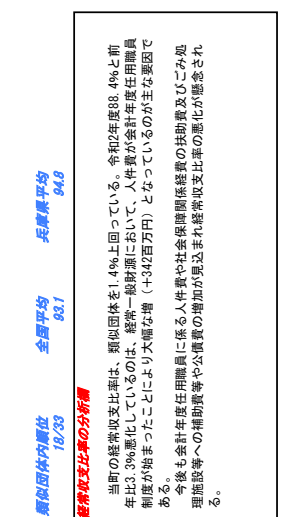 類似団体内順位 全国平均 兵庫県平均
18/33 93.1 94.8
経常収支比率の分析欄
当町の経常収支比率は、類似団体を1.4%上回っている。令和2年度88.4%と前
年比3.3%悪化しているのは、経常一般財源において、人件費が会計年度任用職員
制度が始まったことにより大幅な増（+342百万円）となっているのが主な要因で
ある。
今後も会計年度任用職員に係る人件費や社会保障関係経費の扶助費及びごみ処
理施設等への補助費等や公債費の増加が見込まれ経常収支比率の悪化が懸念され
る。